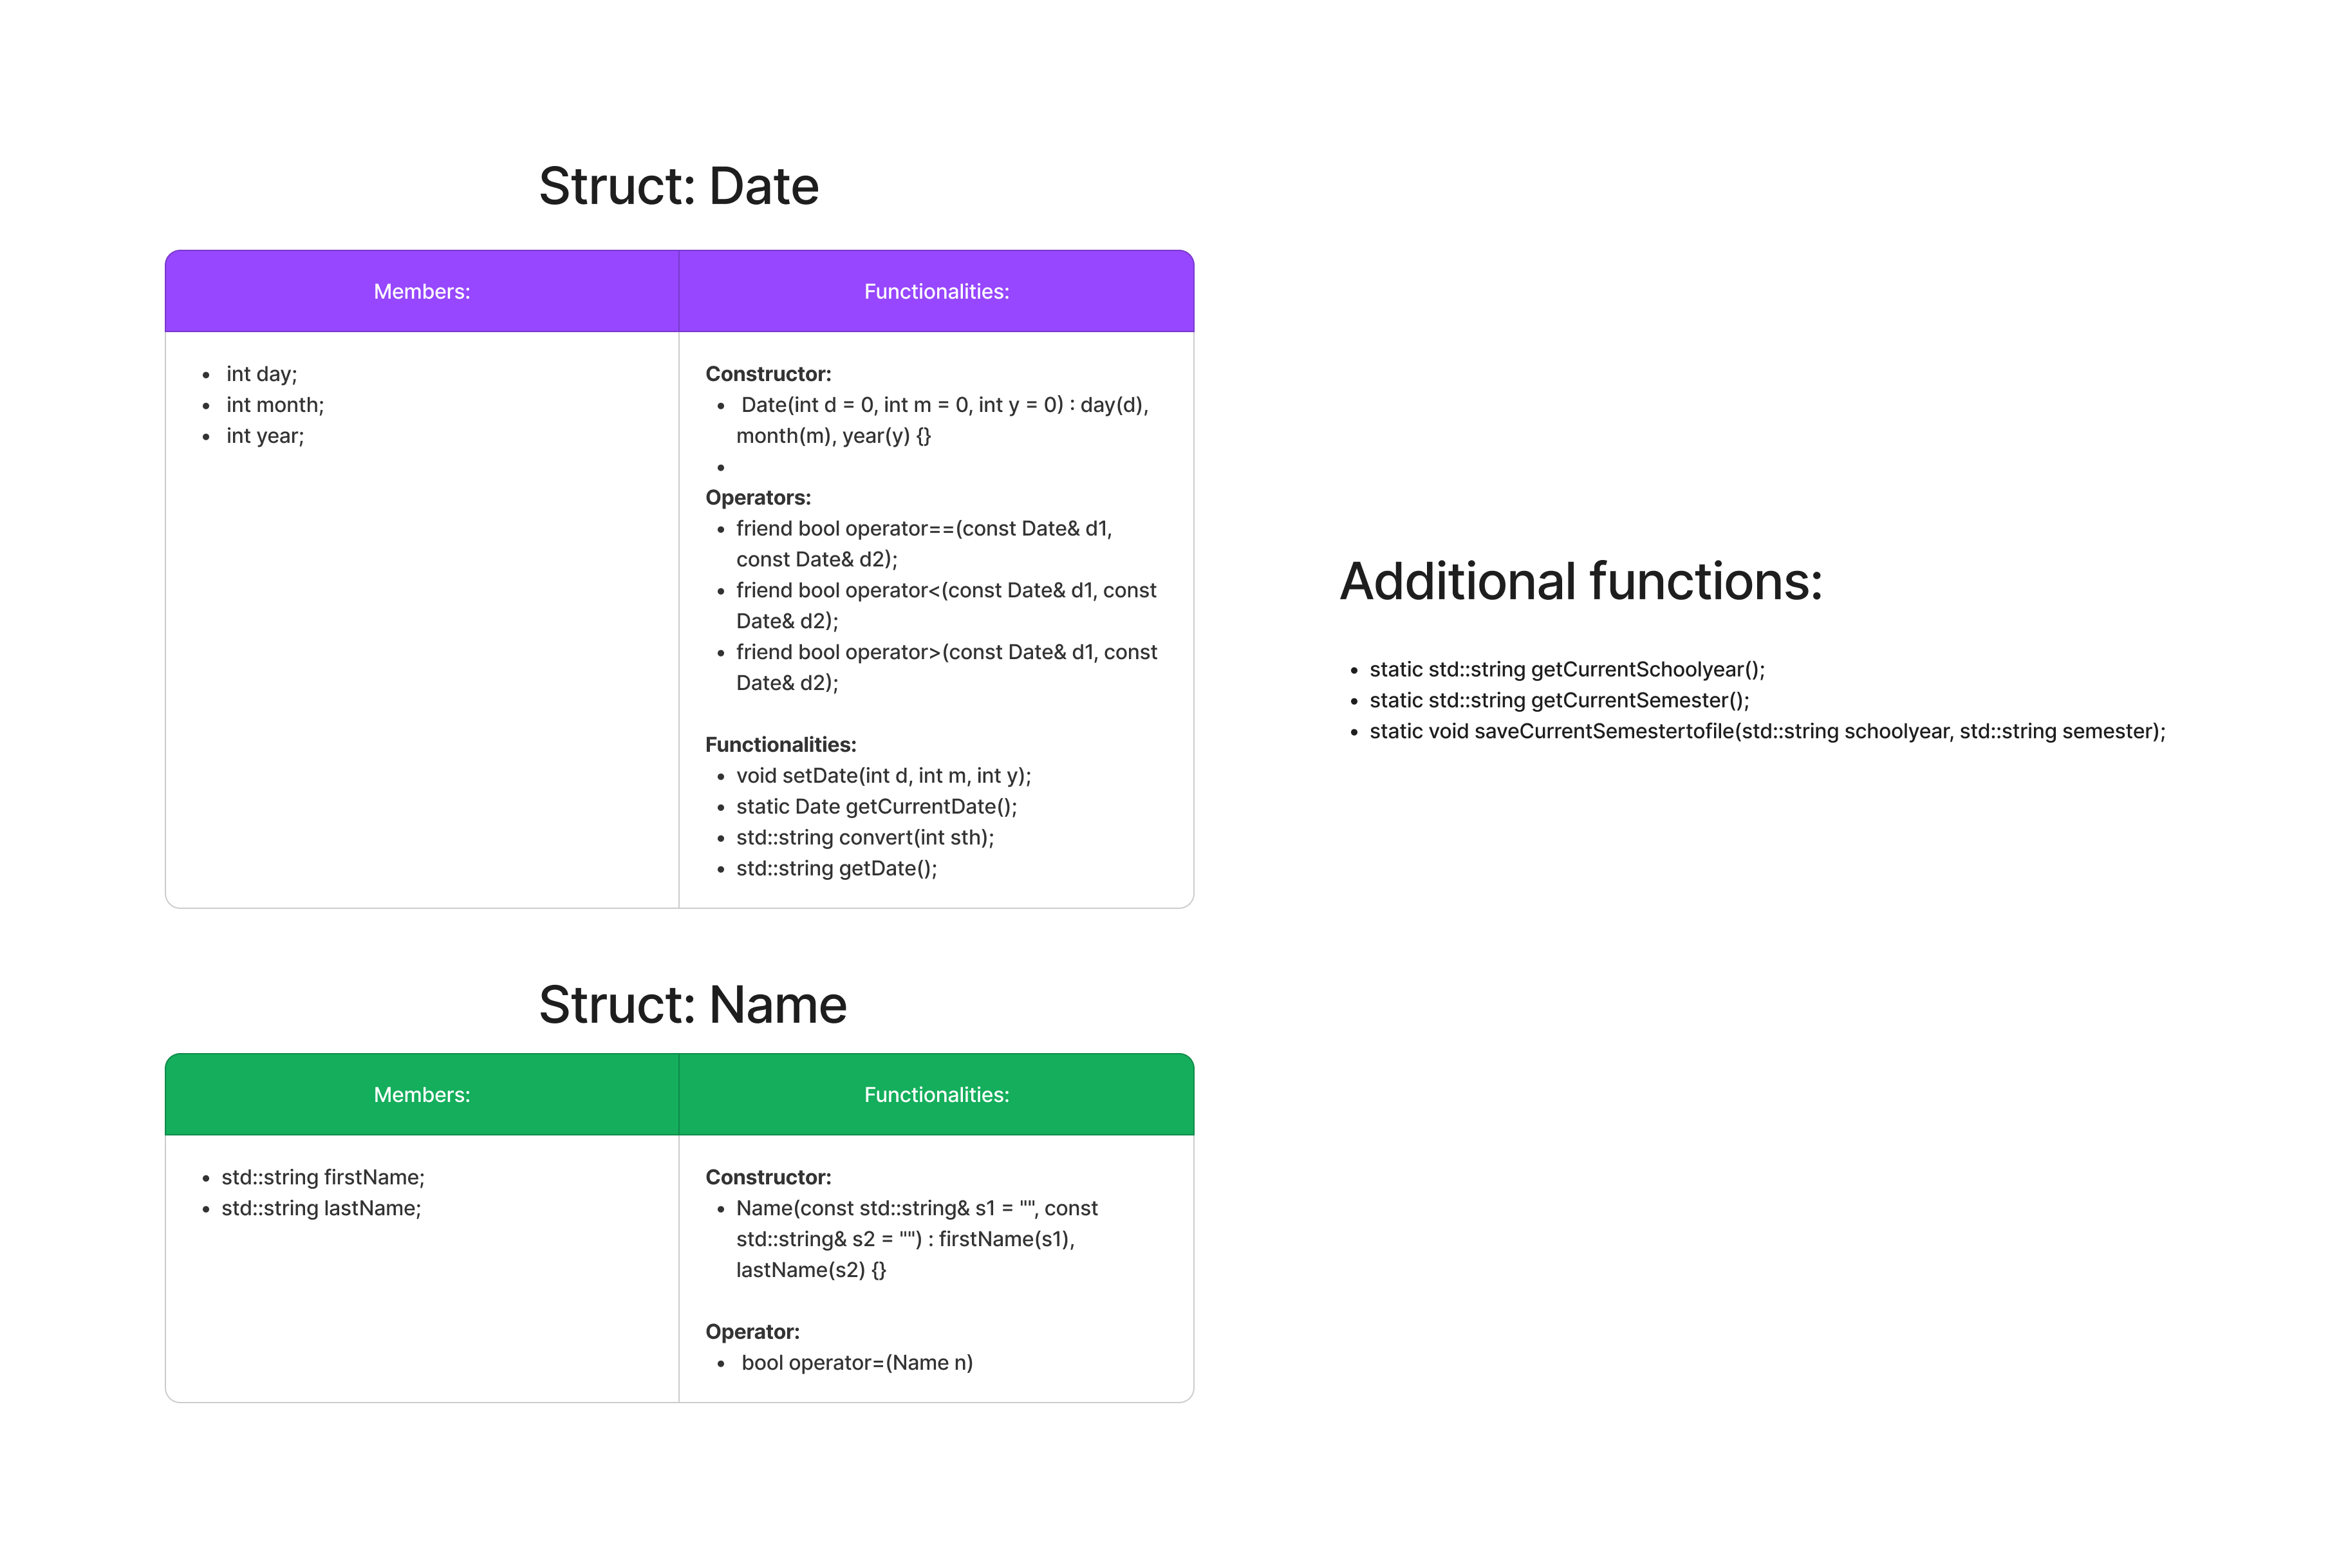 Struct: Date
Members:
Functionalities:
• int day;
• int month;
• int year;
Constructor:
• Date(int d = 0, int m = 0, int y = 0) : day(d),
month(m), year(y) {}
•
Operators:
• friend bool operator==(const Date& d1,
const Date& d2);
• friend bool operator<(const Date& d1, const
Date& d2);
• friend bool operator>(const Date& d1, const
Date& d2);
Functionalities:
• void setDate(int d, int m, int y);
• static Date getCurrentDate();
• std::string convert(int sth);
• std::string getDate();
Struct: Name
Members:
Functionalities:
• std::string firstName;
• std::string lastName;
Constructor:
• Name(const std::string& s1 = "", const
std::string& s2 = "") : firstName(s1),
lastName(s2) {}
Operator:
• bool operator=(Name n)
Additional functions:
• static std::string getCurrentSchoolyear();
• static std::string getCurrentSemester();
• static void saveCurrentSemestertofile(std::string schoolyear, std::string semester);